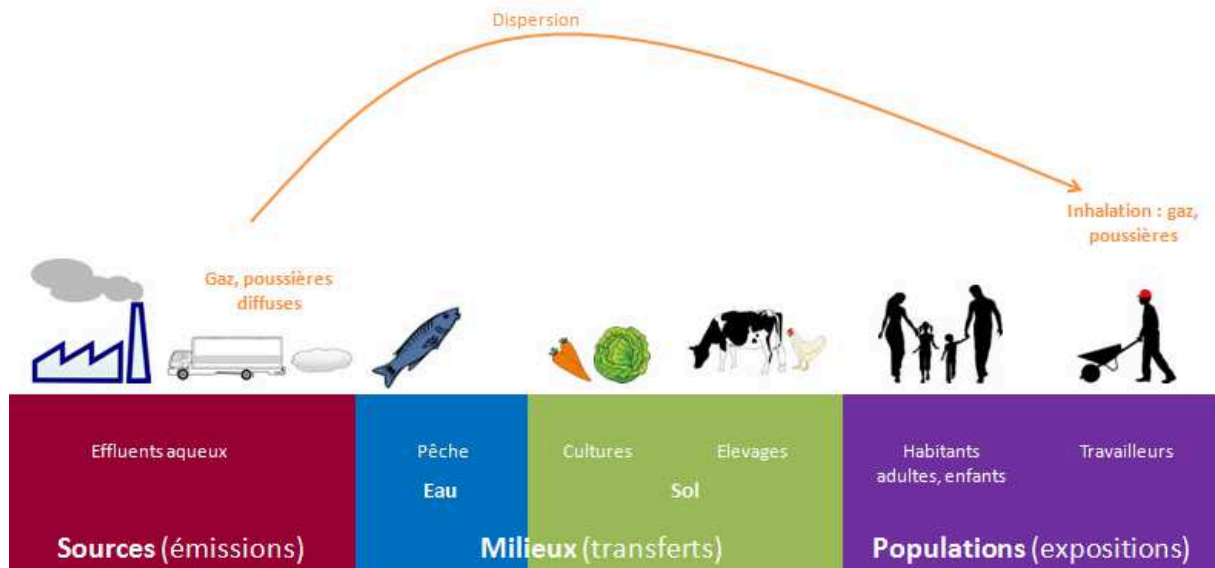 Dispersion
Inhalation : gaz,
poussières
Gaz, poussières
diffuses
Effluents aqueux
Pêche
Cultures
Elevages
Habitants
adultes, enfants
Travailleurs
Eau
Sol
Sources (émissions)
Milieux (transferts)
Populations (expositions)